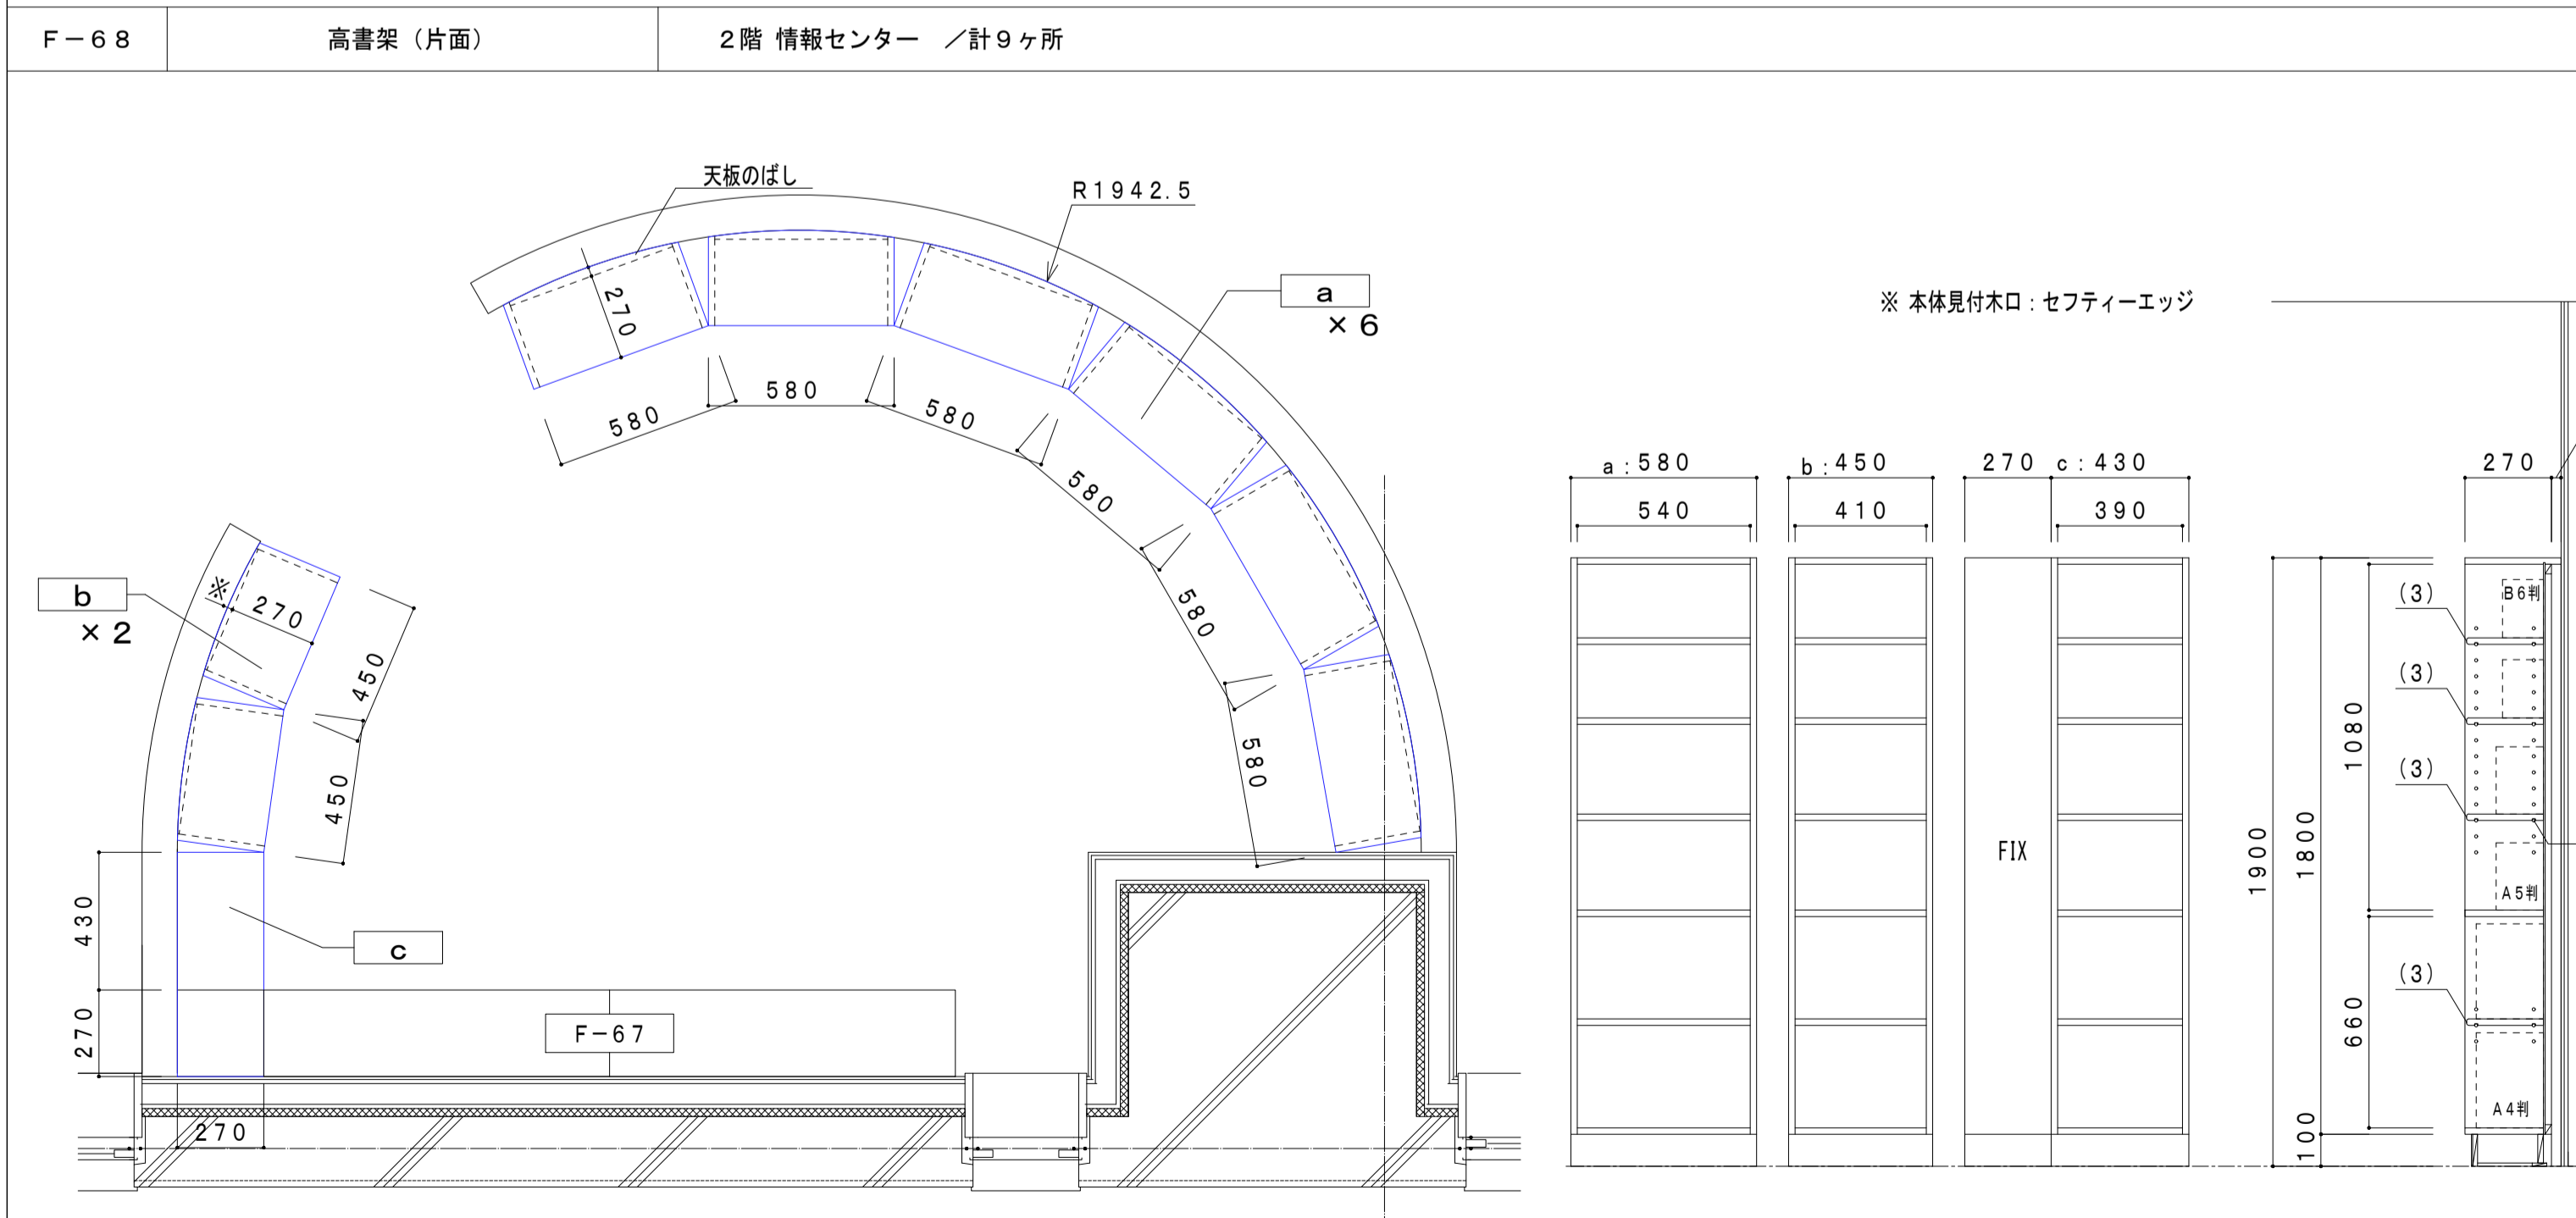 F－68 高書架（片面） 2階 情報センター ／計9ヶ所
天板のばし
R1942.5
a
×6
270
580
580
580
580
580
580
b
×2
※
270
450
450
c
430
270
F－67
270
※ 本体見付木口：セフティーエッジ
a：580
540
b：450
410
270 c：430
390
FIX
1900
1800
100
1080
660
270
(3)
(3)
(3)
(3)
B6判
A5判
A4判